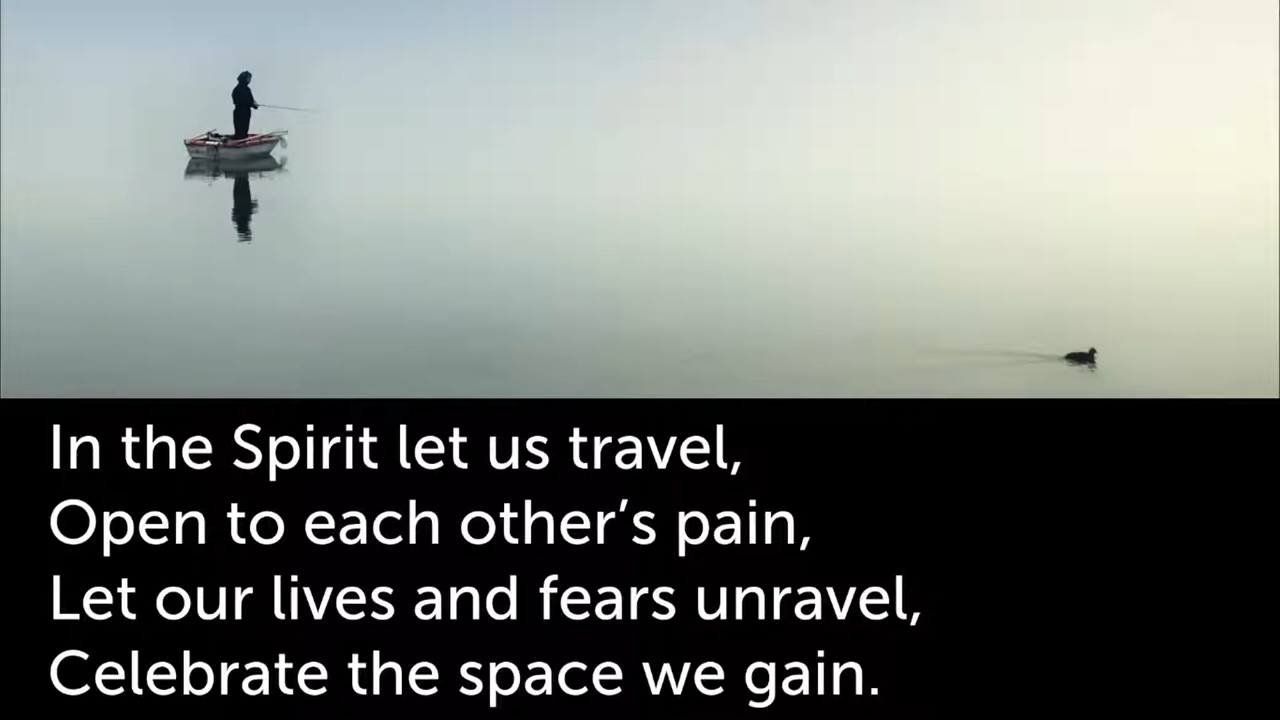 In the Spirit let us travel,
Open to each other’s pain,
Let our lives and fears unravel,
Celebrate the space we gain.